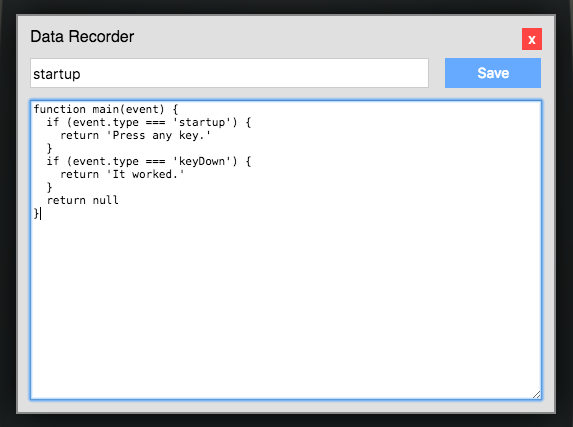 Data Recorder
x
startup
Save
function main(event) {
  if (event.type === 'startup') {
    return 'Press any key.'
  }
  if (event.type === 'keyDown') {
    return 'It worked.'
  }
  return null
}